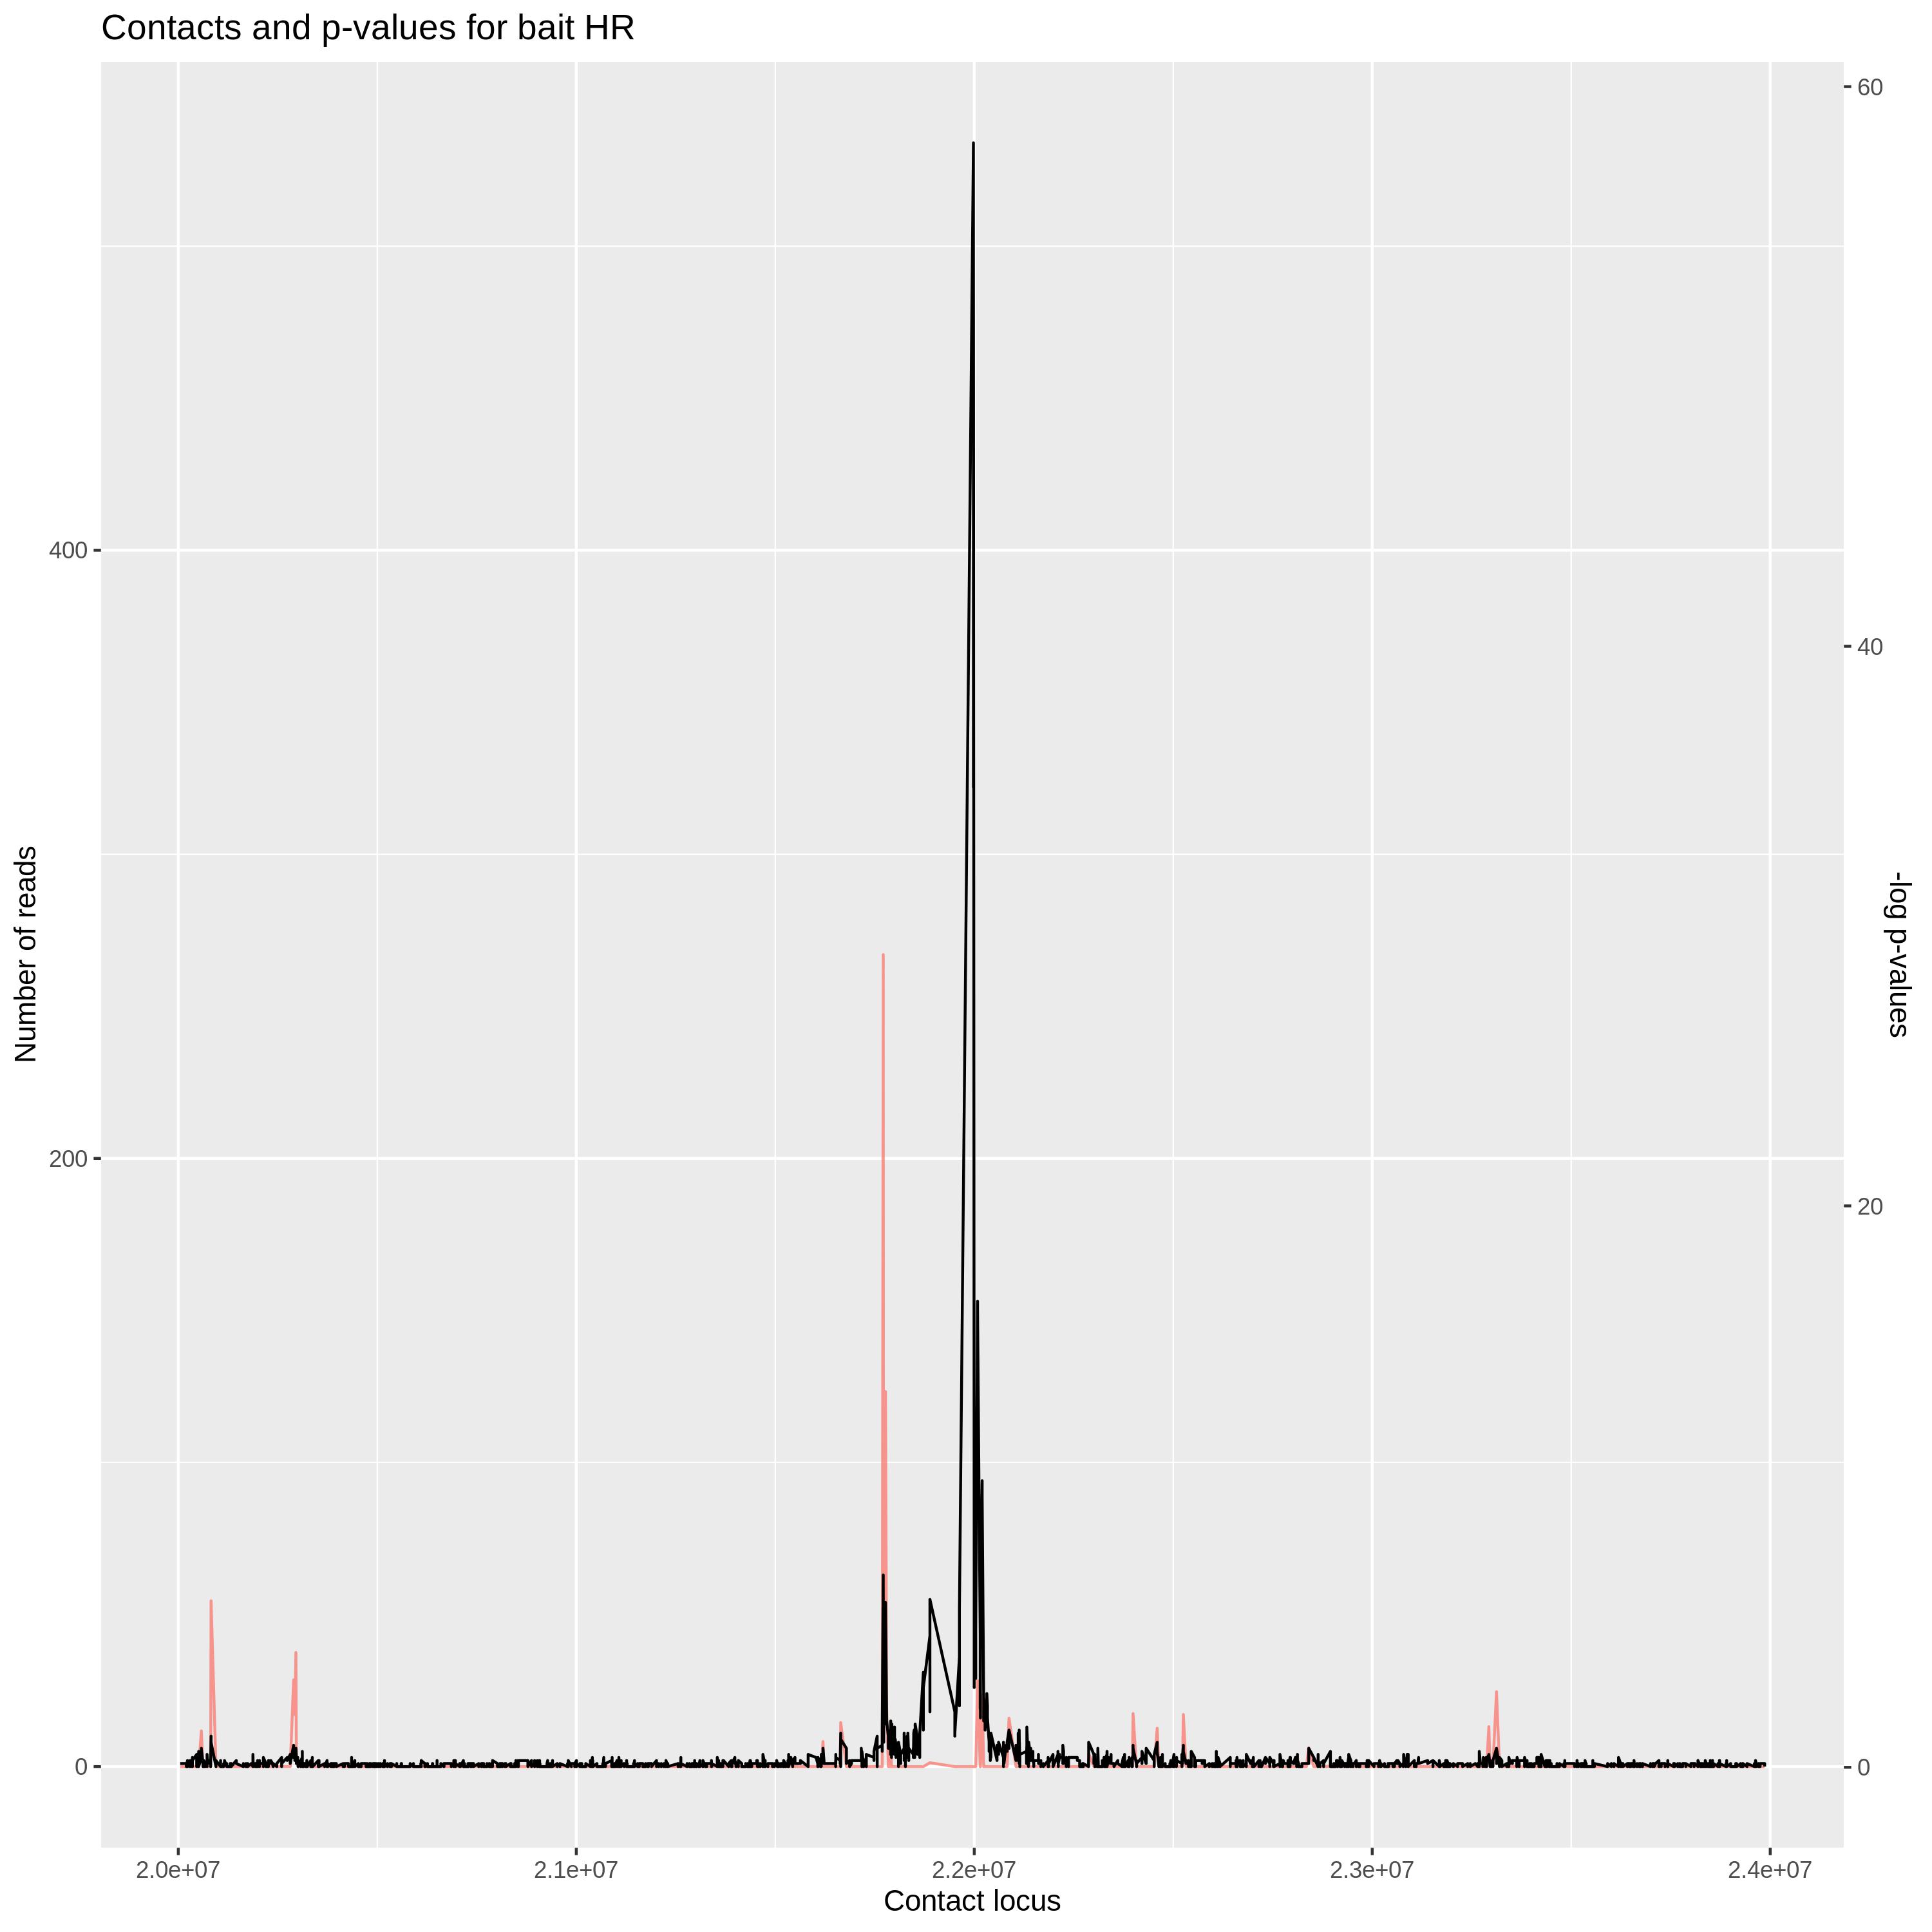 Contacts and p-values for bait HR
Number of reads
400
200
0
60
40
20
0
-log p-values
2.0e+07
2.1e+07
2.2e+07
2.3e+07
2.4e+07
Contact locus